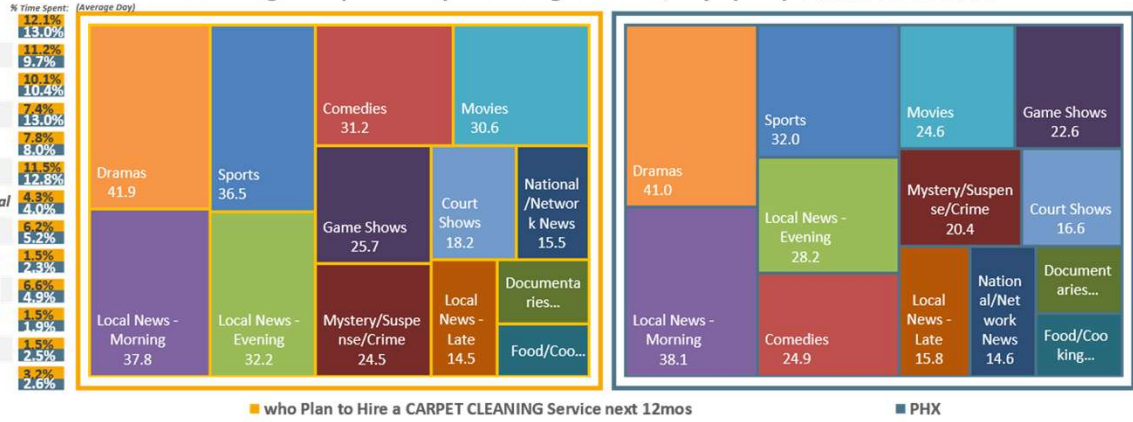 % Time Spent: (Average Day)
12.1%
13.0%
11.2%
9.7%
10.1%
10.4%
7.4%
13.0%
7.8%
8.0%
11.5%
12.8%
al
4.3%
4.0%
6.2%
5.2%
1.5%
2.3%
6.6%
4.9%
1.5%
1.9%
1.5%
2.5%
3.2%
2.6%
Dramas
41.9
Sports
36.5
Comedies
31.2
Movies
30.6
Game Shows
25.7
Court
Shows
18.2
National
/Networ
k News
15.5
Local News -
Morning
37.8
Local News -
Evening
32.2
Mystery/Suspe
nse/Crime
24.5
Local
News -
Late
14.5
Documenta
ries...
Food/Coo...
Dramas
41.0
Sports
32.0
Movies
24.6
Game Shows
22.6
Local News -
Evening
28.2
Mystery/Suspen
se/Crime
20.4
Court Shows
16.6
Local News -
Morning
38.1
Comedies
24.9
Local
News -
Late
15.8
Nation
al/Net
work
News
14.6
Document
aries...
Food/Coo
king...
who Plan to Hire a CARPET CLEANING Service next 12mos
PHX